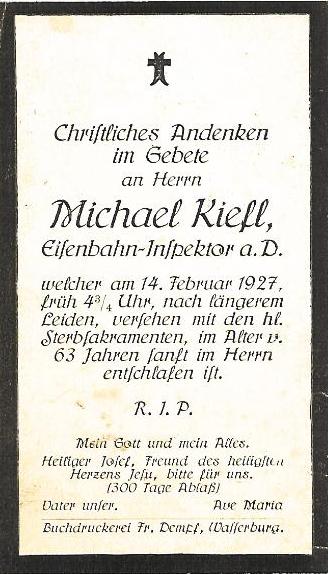 Chriſtliches Andenken
im Gebete
an Herrn
Michael Kiefl,
Eiſenbahn-Inſpektor a. D.
welcher am 14. Februar 1927,
früh 4¾ Uhr, nach längerem
Leiden, verſehen mit den hl.
Sterbſakramenten, im Alter v.
63 Jahren ſanft im Herrn
entſchlafen iſt.
R. I. P.
Mein Gott und mein Alles.
Heiliger Joſef, Freund des heiligſten
Herzens Jeſu, bitte für uns.
(300 Tage Ablaß)
Vater unſer. Ave Maria
Buchdruckerei Fr. Dempf, Waſſerburg.